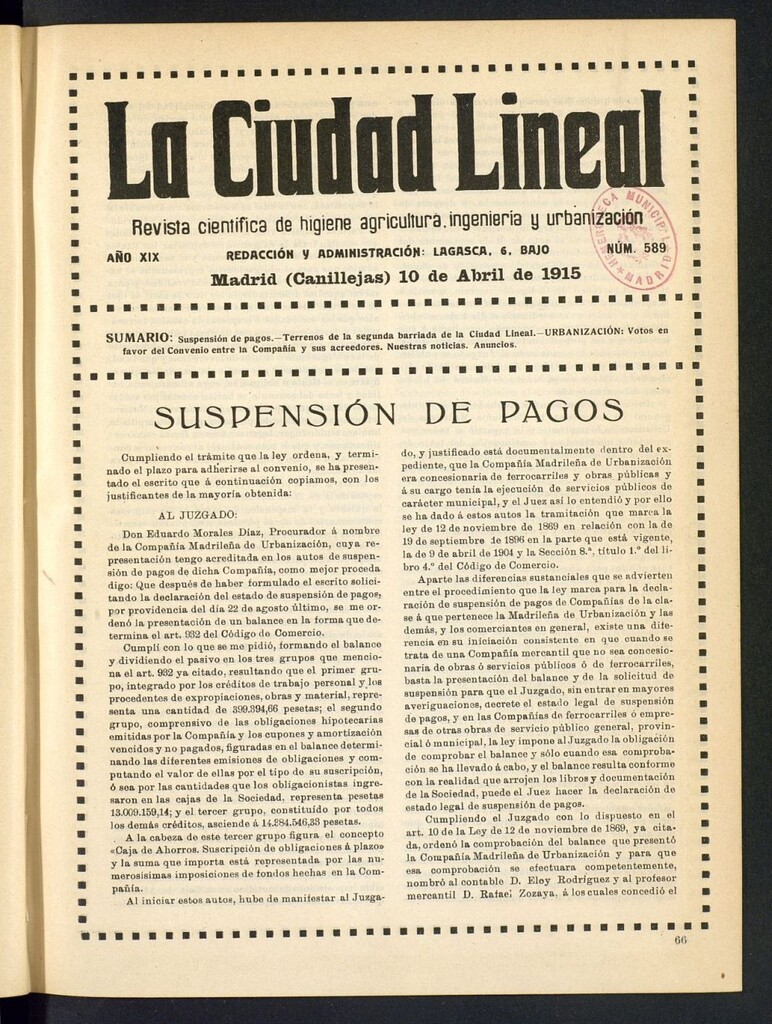 La Ciudad Lineal
Revista científica de higiene agricultura, ingeniería y urbanización
AÑO XIX
REDACCIÓN Y ADMINISTRACIÓN: LAGASCA, 6, BAJO
NÚM. 589
HEMEROTECA MUNICIPAL
★ MADRID ★
Madrid (Canillejas) 10 de Abril de 1915
SUMARIO: Suspensión de pagos.—Terrenos de la segunda barriada de la Ciudad Lineal.—URBANIZACIÓN: Votos en
favor del Convenio entre la Compañía y sus acreedores. Nuestras noticias. Anuncios.
SUSPENSIÓN DE PAGOS
Cumpliendo el trámite que la ley ordena, y termi-
nado el plazo para adherirse al convenio, se ha presen-
tado el escrito que á continuación copiamos, con los
justificantes de la mayoría obtenida:
AL JUZGADO:
Don Eduardo Morales Díaz, Procurador á nombre
de la Compañía Madrileña de Urbanización, cuya re-
presentación tengo acreditada en los autos de suspen-
sión de pagos de dicha Compañía, como mejor proceda
digo: Que después de haber formulado el escrito solici-
tando la declaración del estado de suspensión de pagos,
por providencia del día 22 de agosto último, se me or-
denó la presentación de un balance en la forma que de-
termina el art. 932 del Código de Comercio.
Cumplí con lo que se me pidió, formando el balance
y dividiendo el pasivo en los tres grupos que mencio-
na el art. 932 ya citado, resultando que el primer gru-
po, integrado por los créditos de trabajo personal y los
procedentes de expropiaciones, obras y material, repre-
senta una cantidad de 399.394,66 pesetas; el segundo
grupo, comprensivo de las obligaciones hipotecarias
emitidas por la Compañía y los cupones y amortización
vencidos y no pagados, figuradas en el balance determi-
nando las diferentes emisiones de obligaciones y com-
putando el valor de ellas por el tipo de su suscripción,
ó sea por las cantidades que los obligacionistas ingre-
saron en las cajas de la Sociedad, representa pesetas
13.009.159,14; y el tercer grupo, constituído por todos
los demás créditos, asciende á 14.384.546,33 pesetas.
A la cabeza de este tercer grupo figura el concepto
«Caja de Ahorros. Suscripción de obligaciones á plazo»
y la suma que importa está representada por las nu-
merosísimas imposiciones de fondos hechas en la Com-
pañía.
Al iniciar estos autos, hube de manifestar al Juzga-
do, y justificado está documentalmente dentro del ex-
pediente, que la Compañía Madrileña de Urbanización
era concesionaria de ferrocarriles y obras públicas y
á su cargo tenía la ejecución de servicios públicos de
carácter municipal, y el Juez así lo entendió y por ello
se ha dado á estos autos la tramitación que marca la
ley de 12 de noviembre de 1869 en relación con la de
19 de septiembre de 1896 en la parte que está vigente,
la de 9 de abril de 1904 y la Sección 8.ª, título 1.º del li-
bro 4.º del Código de Comercio.
Aparte las diferencias sustanciales que se advierten
entre el procedimiento que la ley marca para la decla-
ración de suspensión de pagos de Compañías de la cla-
se á que pertenece la Madrileña de Urbanización y las
demás, y los comerciantes en general, existe una dife-
rencia en su iniciación consistente en que cuando se
trata de una Compañía mercantil que no sea concesio-
naria de obras ó servicios públicos ó de ferrocarriles,
basta la presentación del balance y de la solicitud de
suspensión para que el Juzgado, sin entrar en mayores
averiguaciones, decrete el estado legal de suspensión
de pagos, y en las Compañías de ferrocarriles ó empre-
sas de otras obras de servicio público general, provin-
cial ó municipal, la ley impone al Juzgado la obligación
de comprobar el balance y sólo cuando esa comproba-
ción se ha llevado á cabo, y el balance resulta conforme
con la realidad que arrojen los libros y documentación
de la Sociedad, puede el Juez hacer la declaración de
estado legal de suspensión de pagos.
Cumpliendo el Juzgado con lo dispuesto en el
art. 10 de la Ley de 12 de noviembre de 1869, ya cita-
da, ordenó la comprobación del balance que presentó
la Compañía Madrileña de Urbanización y para que
esa comprobación se efectuara competentemente,
nombró al contable D. Eloy Rodríguez y al profesor
mercantil D. Rafael Zozaya, á los cuales concedió el
66